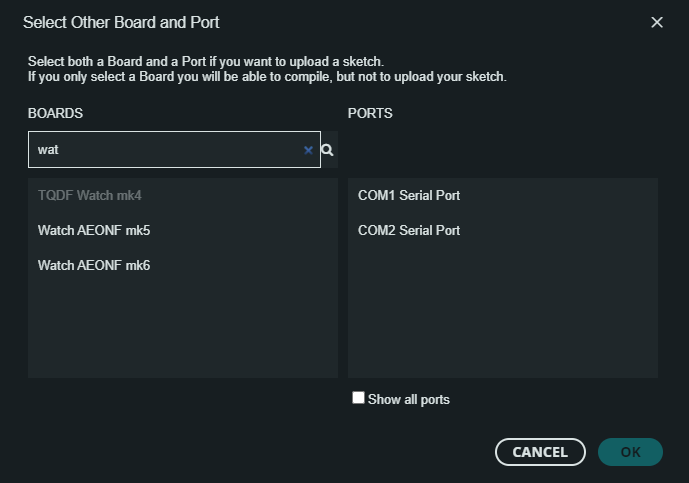 Select Other Board and Port
Select both a Board and a Port if you want to upload a sketch.
If you only select a Board you will be able to compile, but not to upload your sketch.
BOARDS
PORTS
wat
TQDF Watch mk4
Watch AEONF mk5
Watch AEONF mk6
COM1 Serial Port
COM2 Serial Port
Show all ports
CANCEL
OK